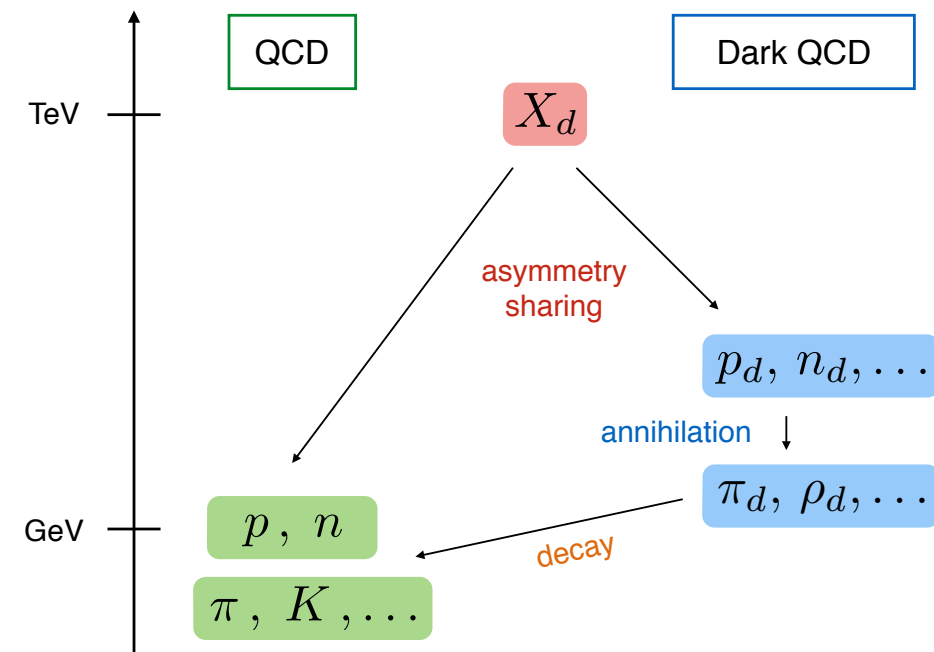 QCD
Dark QCD
TeV
X_d
asymmetry
sharing
p_d, n_d, ...
annihilation
π_d, ρ_d, ...
GeV
p , n
decay
π , K , ...